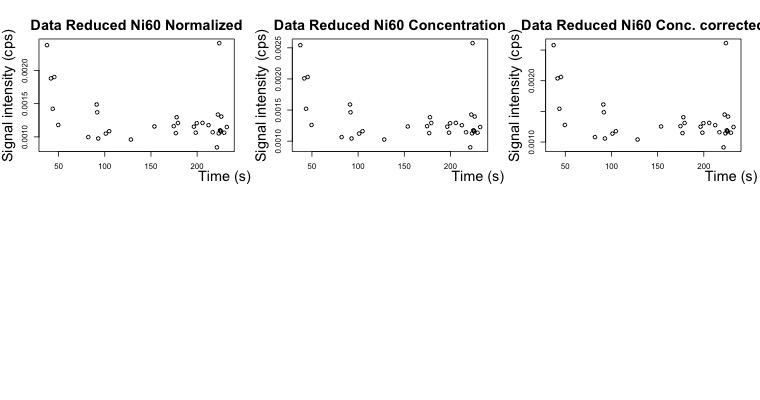 Data Reduced Ni60 Normalized
Signal intensity (cps)
0.0010 0.0015 0.0020
50 100 150 200
Time (s)
Data Reduced Ni60 Concentration
Signal intensity (cps)
0.0010 0.0015 0.0020 0.0025
50 100 150 200
Time (s)
Data Reduced Ni60 Conc. corrected
Signal intensity (cps)
0.0010 0.0020
50 100 150 200
Time (s)